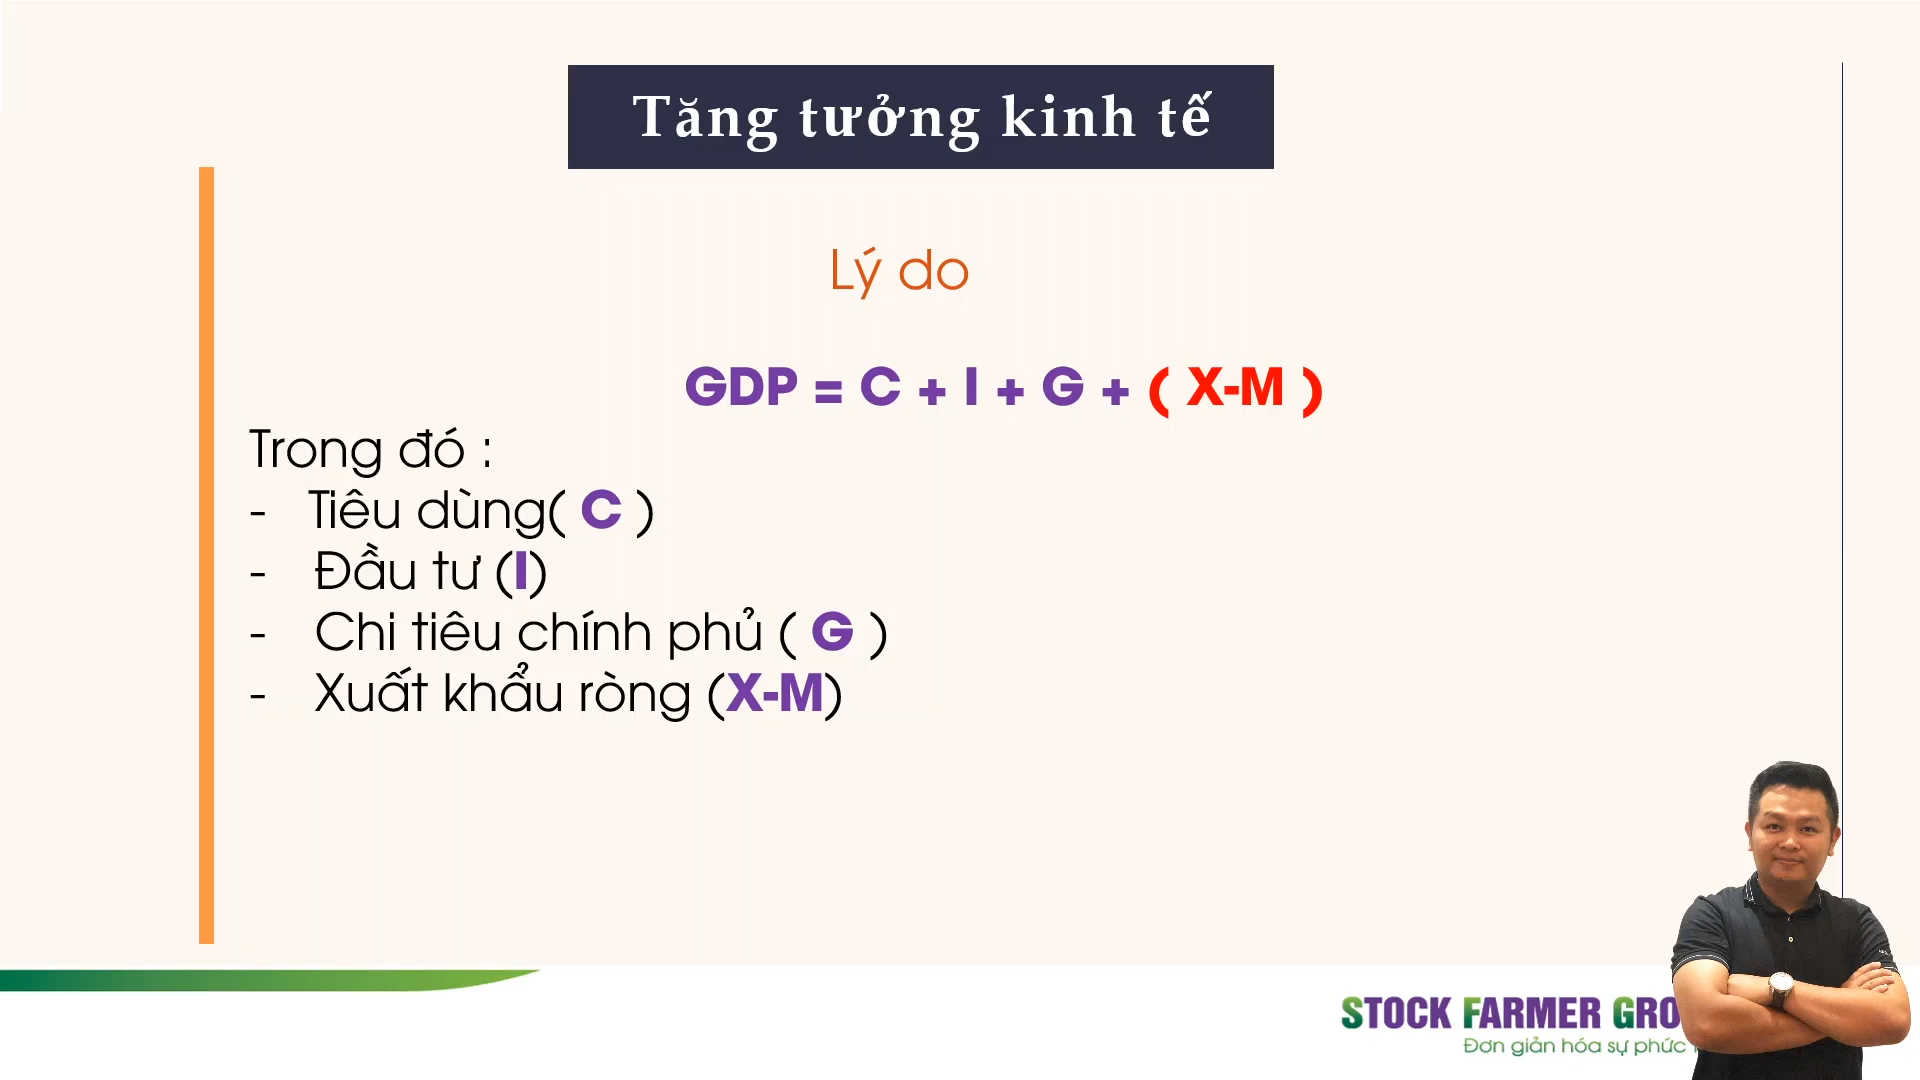 Tăng tưởng kinh tế
Lý do
GDP = C + I + G + ( X-M )
Trong đó :
- Tiêu dùng( C )
- Đầu tư (I)
- Chi tiêu chính phủ ( G )
- Xuất khẩu ròng (X-M)
STOCK FARMER GRO
Đơn giản hóa sự phức